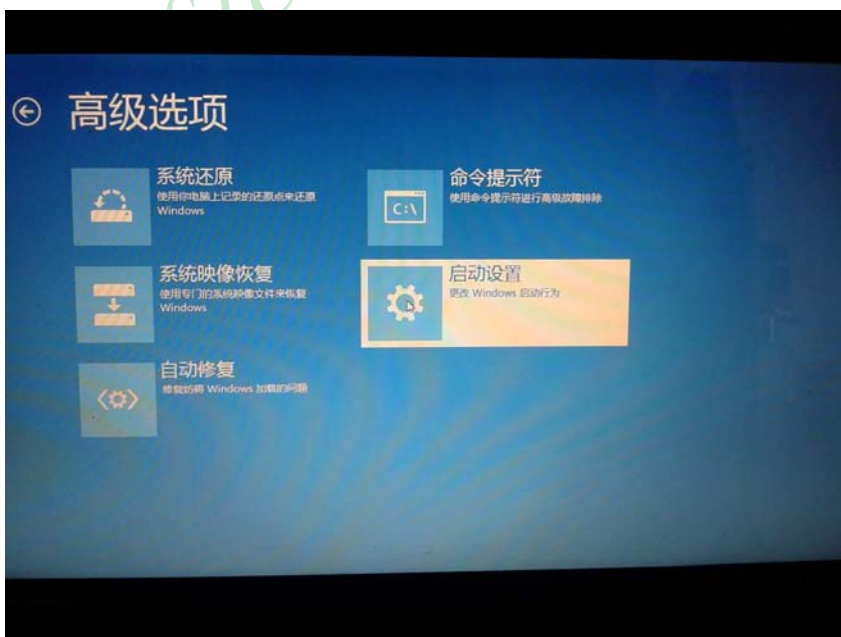 高级选项
系统还原
使用你电脑上记录的还原点来还原
Windows
命令提示符
使用命令提示符进行高级故障排除
C:\
系统映像恢复
使用专门的系统映像文件来恢复
Windows
启动设置
更改 Windows 启动行为
自动修复
修复妨碍 Windows 加载的问题